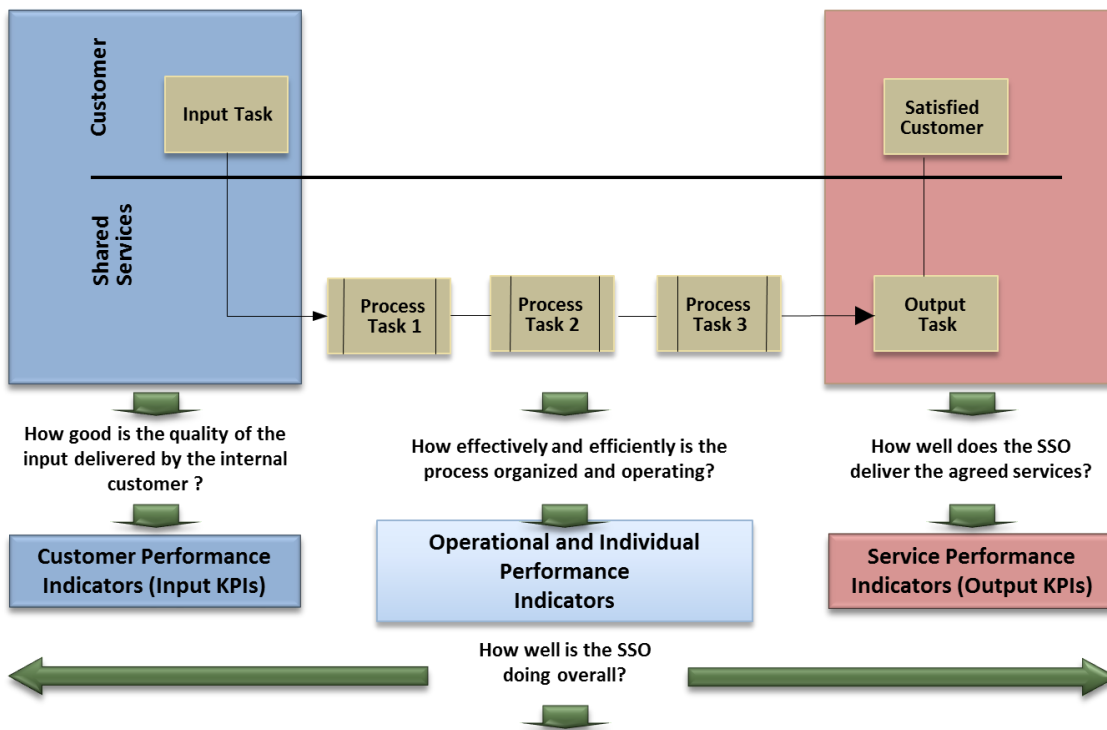 Customer
Input Task
Satisfied
Customer
Shared
Services
Process
Task 1
Process
Task 2
Process
Task 3
Output
Task
How good is the quality of the
input delivered by the internal
customer ?
How effectively and efficiently is the
process organized and operating?
How well does the SSO
deliver the agreed services?
Customer Performance
Indicators (Input KPIs)
Operational and Individual
Performance
Indicators
Service Performance
Indicators (Output KPIs)
How well is the SSO
doing overall?